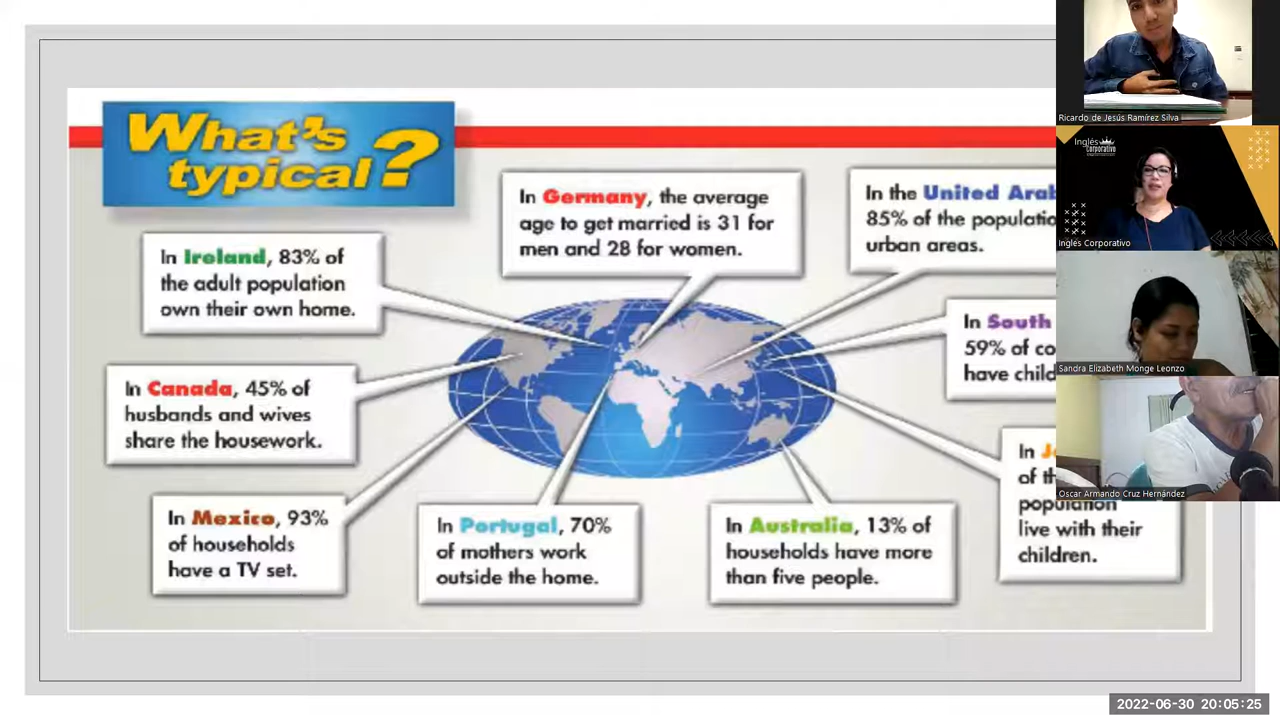 What's
typical?
In Germany, the average
age to get married is 31 for
men and 28 for women.
In the United Arab
85% of the populatio
urban areas.
In Ireland, 83% of
the adult population
own their own home.
In South
59% of co
have child
In Canada, 45% of
husbands and wives
share the housework.
In J
of th
population
live with their
children.
In Mexico, 93%
of households
have a TV set.
In Portugal, 70%
of mothers work
outside the home.
In Australia, 13% of
households have more
than five people.
Ricardo de Jesús Ramírez Silva
Inglés
Corporativo
Inglés Corporativo
Sandra Elizabeth Monge Leonzo
Oscar Armando Cruz Hernández
2022-06-30 20:05:25